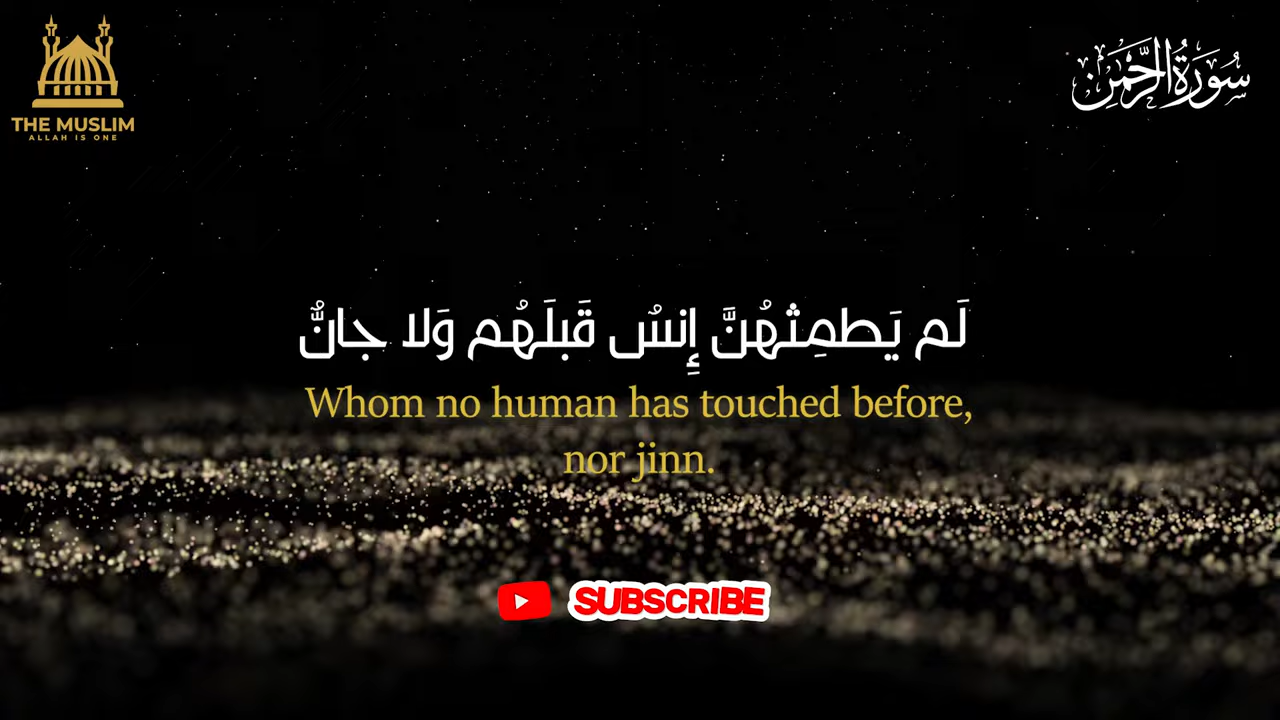 THE MUSLIM
ALLAH IS ONE
سُورَةُ الرَّحْمَٰن
لَم يَطمِثهُنَّ إِنسٌ قَبلَهُم وَلا جانٌّ
Whom no human has touched before,
nor jinn.
SUBSCRIBE